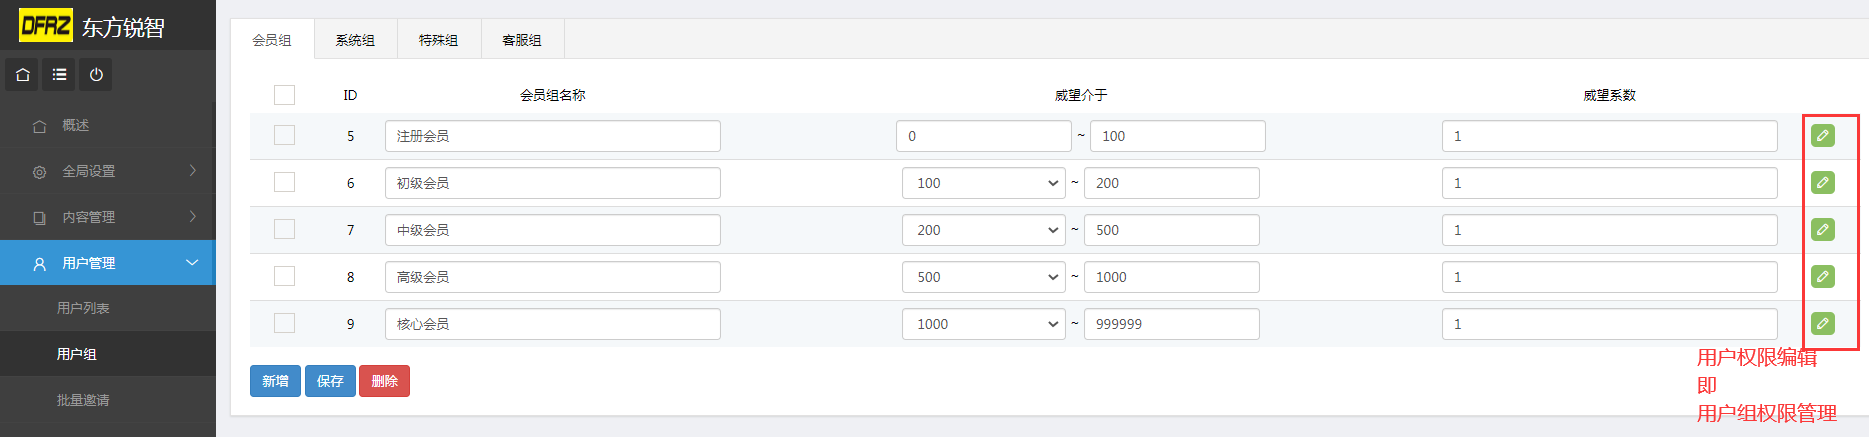 DFRZ 东方锐智
概述
全局设置
内容管理
用户管理
用户列表
用户组
批量邀请
会员组 系统组 特殊组 客服组
ID 会员组名称 威望介于 威望系数
5 注册会员 0 ~ 100 1
6 初级会员 100 ~ 200 1
7 中级会员 200 ~ 500 1
8 高级会员 500 ~ 1000 1
9 核心会员 1000 ~ 999999 1
新增 保存 删除
用户权限编辑
即
用户组权限管理